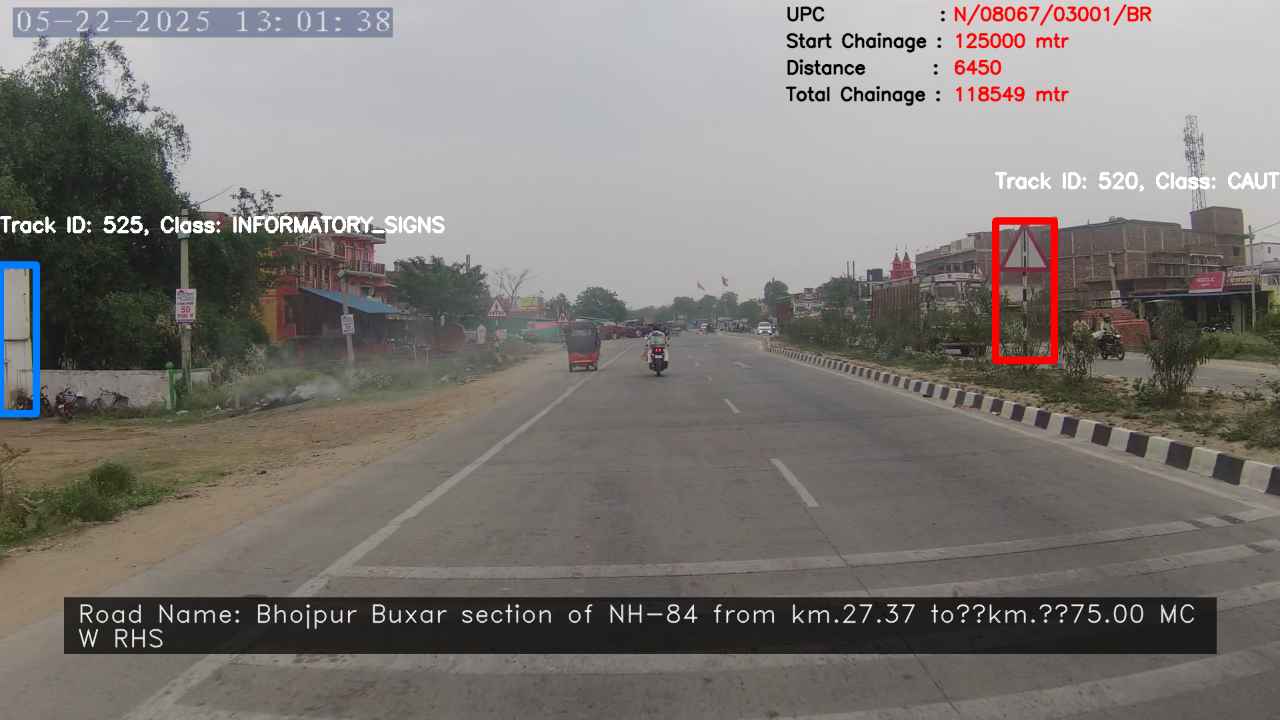 05-22-2025 13:01:38
UPC : N/08067/03001/BR
Start Chainage : 125000 mtr
Distance : 6450
Total Chainage : 118549 mtr
Track ID: 520, Class: CAUT
Track ID: 525, Class: INFORMATORY_SIGNS
Road Name: Bhojpur Buxar section of NH-84 from km.27.37 to??km.??75.00 MC
W RHS